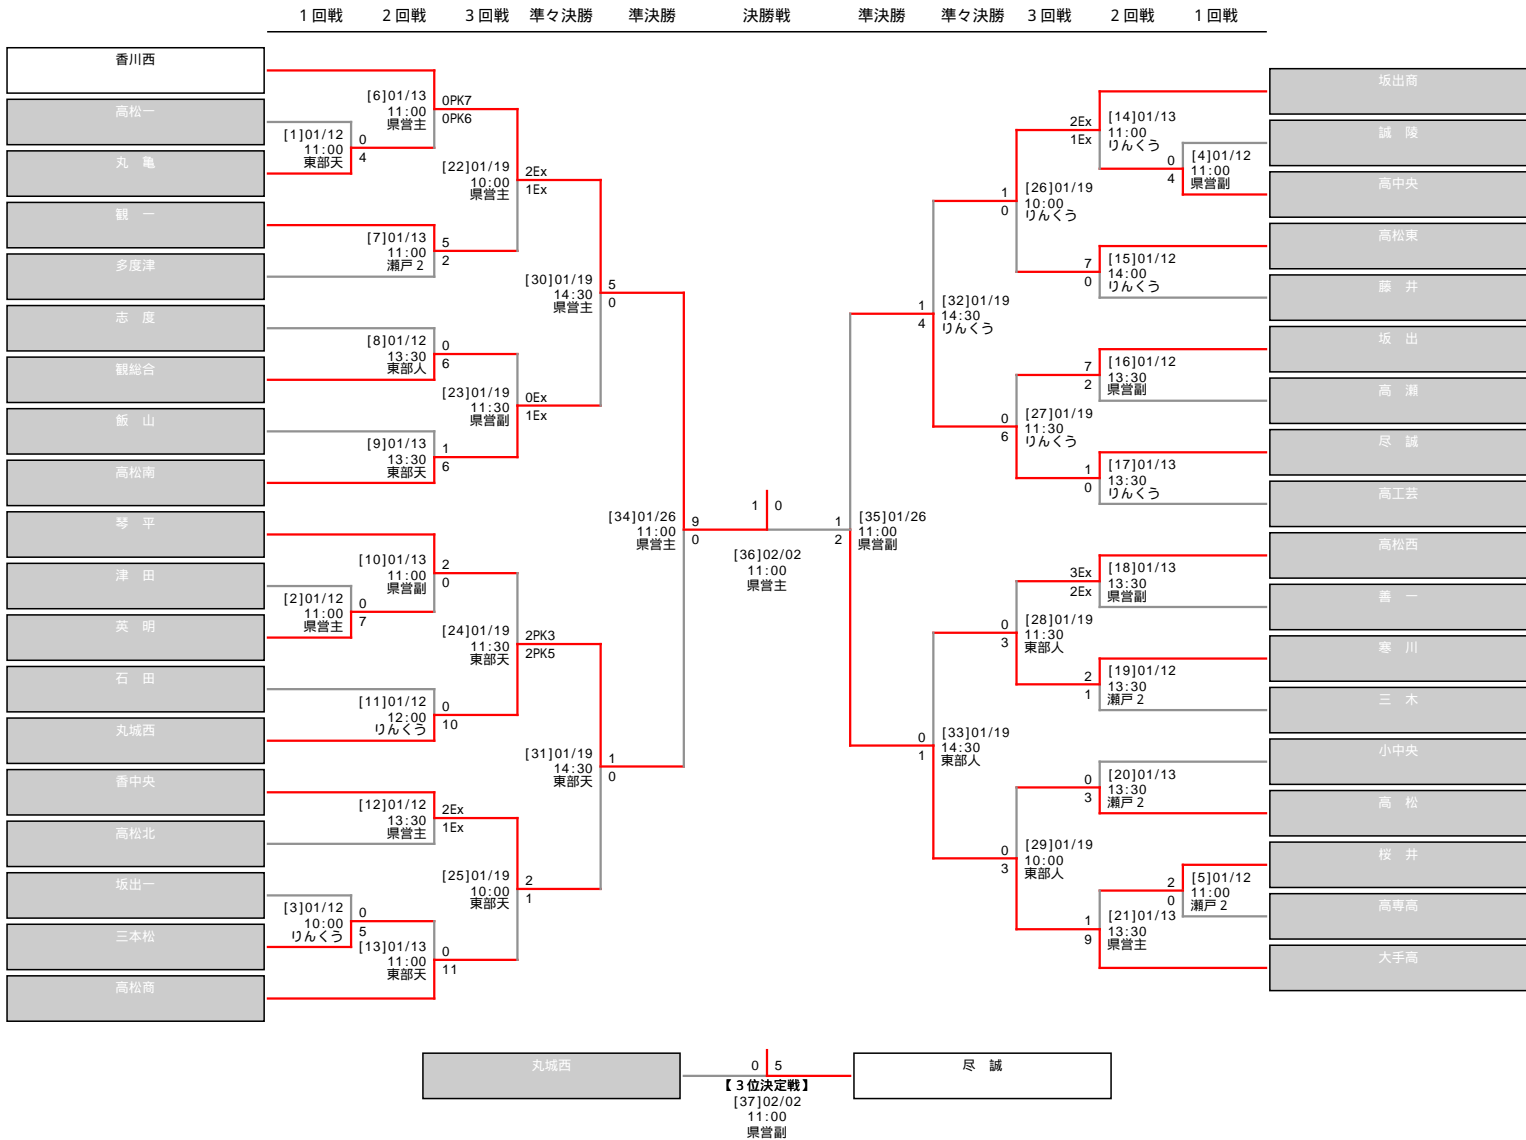 １回戦 ２回戦 ３回戦 準々決勝 準決勝 決勝戦 準決勝 準々決勝 ３回戦 ２回戦 １回戦
香川西
高松一
丸　亀
観　一
多度津
志　度
観総合
飯　山
高松南
琴　平
津　田
英　明
石　田
丸城西
香中央
高松北
坂出一
三本松
高松商
[1]01/12
11:00
東部天
0
4
[2]01/12
11:00
県営主
0
7
[3]01/12
10:00
りんくう
0
5
[6]01/13
11:00
県営主
0PK7
0PK6
[7]01/13
11:00
瀬戸２
5
2
[8]01/12
13:30
東部人
0
6
[9]01/13
13:30
東部天
1
6
[10]01/13
11:00
県営副
2
0
[11]01/12
12:00
りんくう
0
10
[12]01/12
13:30
県営主
2Ex
1Ex
[13]01/13
11:00
東部天
0
11
[22]01/19
10:00
県営主
2Ex
1Ex
[23]01/19
11:30
県営副
0Ex
1Ex
[24]01/19
11:30
東部天
2PK3
2PK5
[25]01/19
10:00
東部天
2
1
[30]01/19
14:30
県営主
5
0
[31]01/19
14:30
東部天
1
0
[34]01/26
11:00
県営主
9
0
1 0
[36]02/02
11:00
県営主
1
2
[35]01/26
11:00
県営副
1
4
[32]01/19
14:30
りんくう
0
1
[33]01/19
14:30
東部人
1
0
[26]01/19
10:00
りんくう
0
6
[27]01/19
11:30
りんくう
0
3
[28]01/19
11:30
東部人
0
3
[29]01/19
10:00
東部人
2Ex
1Ex
[14]01/13
11:00
りんくう
7
0
[15]01/12
14:00
りんくう
7
2
[16]01/12
13:30
県営副
1
0
[17]01/13
13:30
りんくう
3Ex
2Ex
[18]01/13
13:30
県営副
2
1
[19]01/12
13:30
瀬戸２
0
3
[20]01/13
13:30
瀬戸２
1
9
[21]01/13
13:30
県営主
0
4
[4]01/12
11:00
県営副
2
0
[5]01/12
11:00
瀬戸２
坂出商
誠　陵
高中央
高松東
藤　井
坂　出
高　瀬
尽　誠
高工芸
高松西
善　一
寒　川
三　木
小中央
高　松
桜　井
高専高
大手高
丸城西
0 5
尽　誠
【３位決定戦】
[37]02/02
11:00
県営副